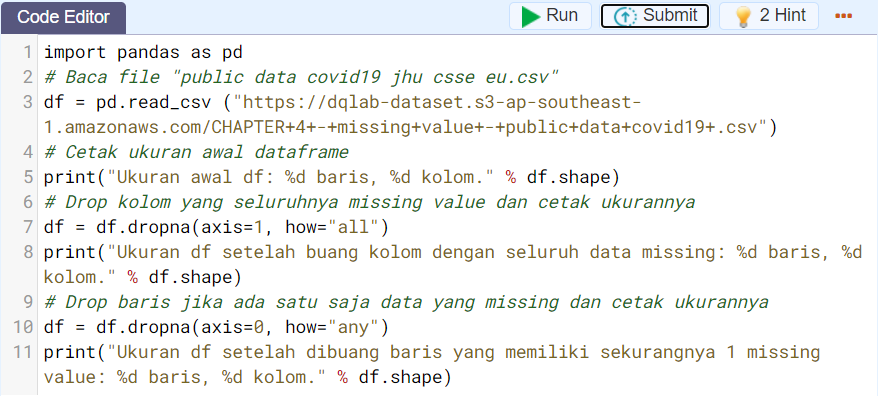 Code Editor
Run
Submit
2 Hint
1 import pandas as pd
2 # Baca file "public data covid19 jhu csse eu.csv"
3 df = pd.read_csv ("https://dqlab-dataset.s3-ap-southeast-
1.amazonaws.com/CHAPTER+4+-+missing+value+-+public+data+covid19+.csv")
4 # Cetak ukuran awal dataframe
5 print("Ukuran awal df: %d baris, %d kolom." % df.shape)
6 # Drop kolom yang seluruhnya missing value dan cetak ukurannya
7 df = df.dropna(axis=1, how="all")
8 print("Ukuran df setelah buang kolom dengan seluruh data missing: %d baris, %d
kolom." % df.shape)
9 # Drop baris jika ada satu saja data yang missing dan cetak ukurannya
10 df = df.dropna(axis=0, how="any")
11 print("Ukuran df setelah dibuang baris yang memiliki sekurangnya 1 missing
value: %d baris, %d kolom." % df.shape)